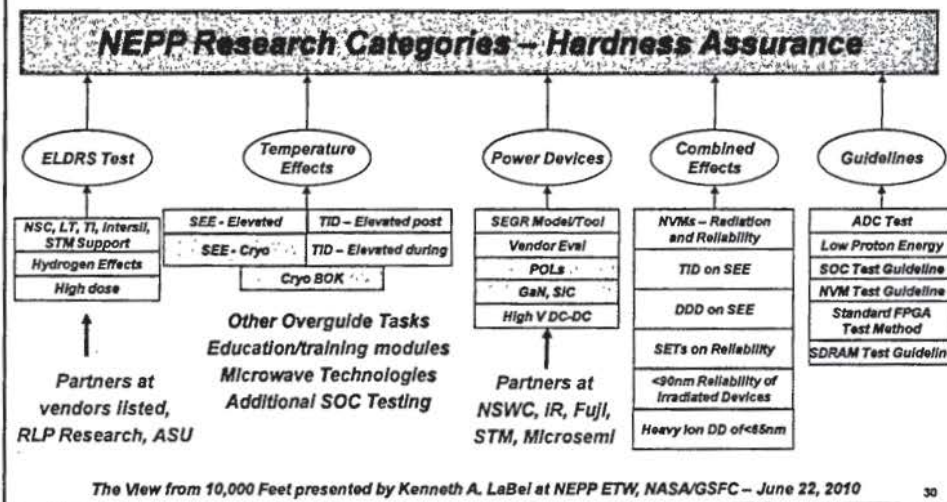 NEPP Research Categories – Hardness Assurance
ELDRS Test
Temperature
Effects
Power Devices
Combined
Effects
Guidelines
NSC, LT, TI, Intersil,
STM Support
Hydrogen Effects
High dose
Partners at
vendors listed,
RLP Research, ASU
SEE - Elevated
TID – Elevated post
SEE - Cryo
TID – Elevated during
Cryo BOK
Other Overguide Tasks
Education/training modules
Microwave Technologies
Additional SOC Testing
SEGR Model/Tool
Vendor Eval
POLs
GaN, SiC
High V DC-DC
Partners at
NSWC, IR, Fuji,
STM, Microsemi
NVMs – Radiation
and Reliability
TID on SEE
DDD on SEE
SETs on Reliability
<90nm Reliability of
Irradiated Devices
Heavy Ion DD of<65nm
ADC Test
Low Proton Energy
SOC Test Guideline
NVM Test Guideline
Standard FPGA
Test Method
SDRAM Test Guideline
The View from 10,000 Feet presented by Kenneth A. LaBel at NEPP ETW, NASA/GSFC – June 22, 2010
30